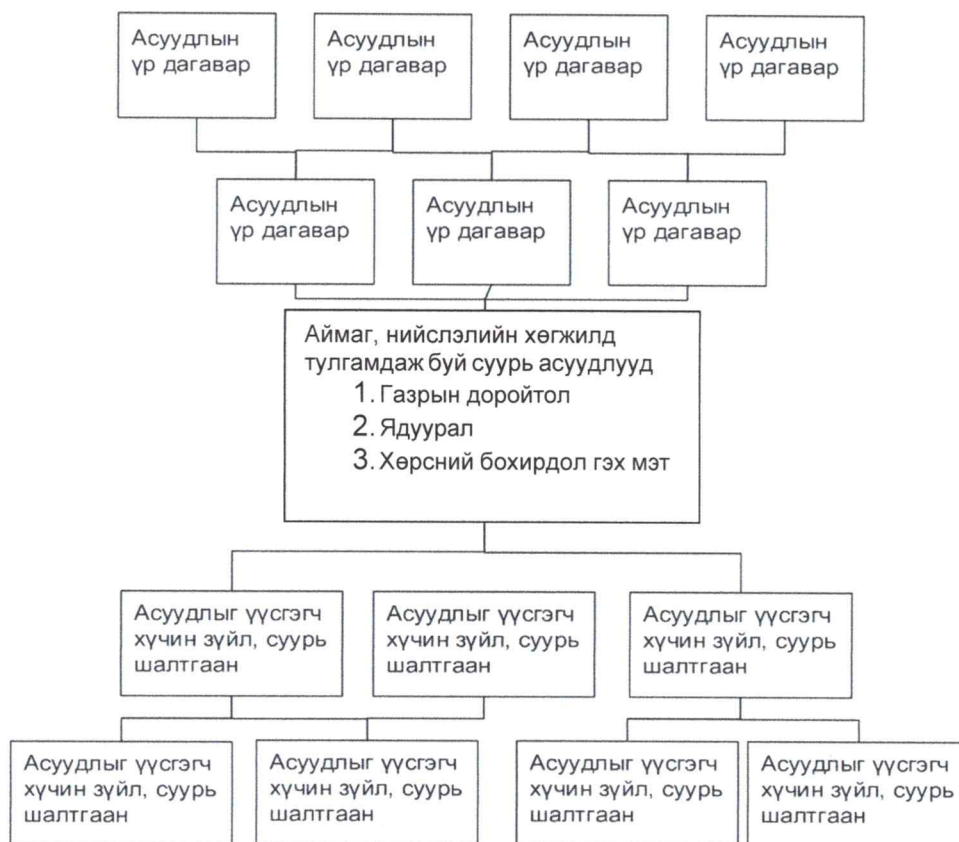 Асуудлын
үр дагавар
Асуудлын
үр дагавар
Асуудлын
үр дагавар
Асуудлын
үр дагавар
Асуудлын
үр дагавар
Асуудлын
үр дагавар
Асуудлын
үр дагавар
Аймаг, нийслэлийн хөгжилд
тулгамдаж буй суурь асуудлууд
1. Газрын доройтол
2. Ядуурал
3. Хөрсний бохирдол гэх мэт
Асуудлыг үүсгэгч
хүчин зүйл, суурь
шалтгаан
Асуудлыг үүсгэгч
хүчин зүйл, суурь
шалтгаан
Асуудлыг үүсгэгч
хүчин зүйл, суурь
шалтгаан
Асуудлыг үүсгэгч
хүчин зүйл, суурь
шалтгаан
Асуудлыг үүсгэгч
хүчин зүйл, суурь
шалтгаан
Асуудлыг үүсгэгч
хүчин зүйл, суурь
шалтгаан
Асуудлыг үүсгэгч
хүчин зүйл, суурь
шалтгаан